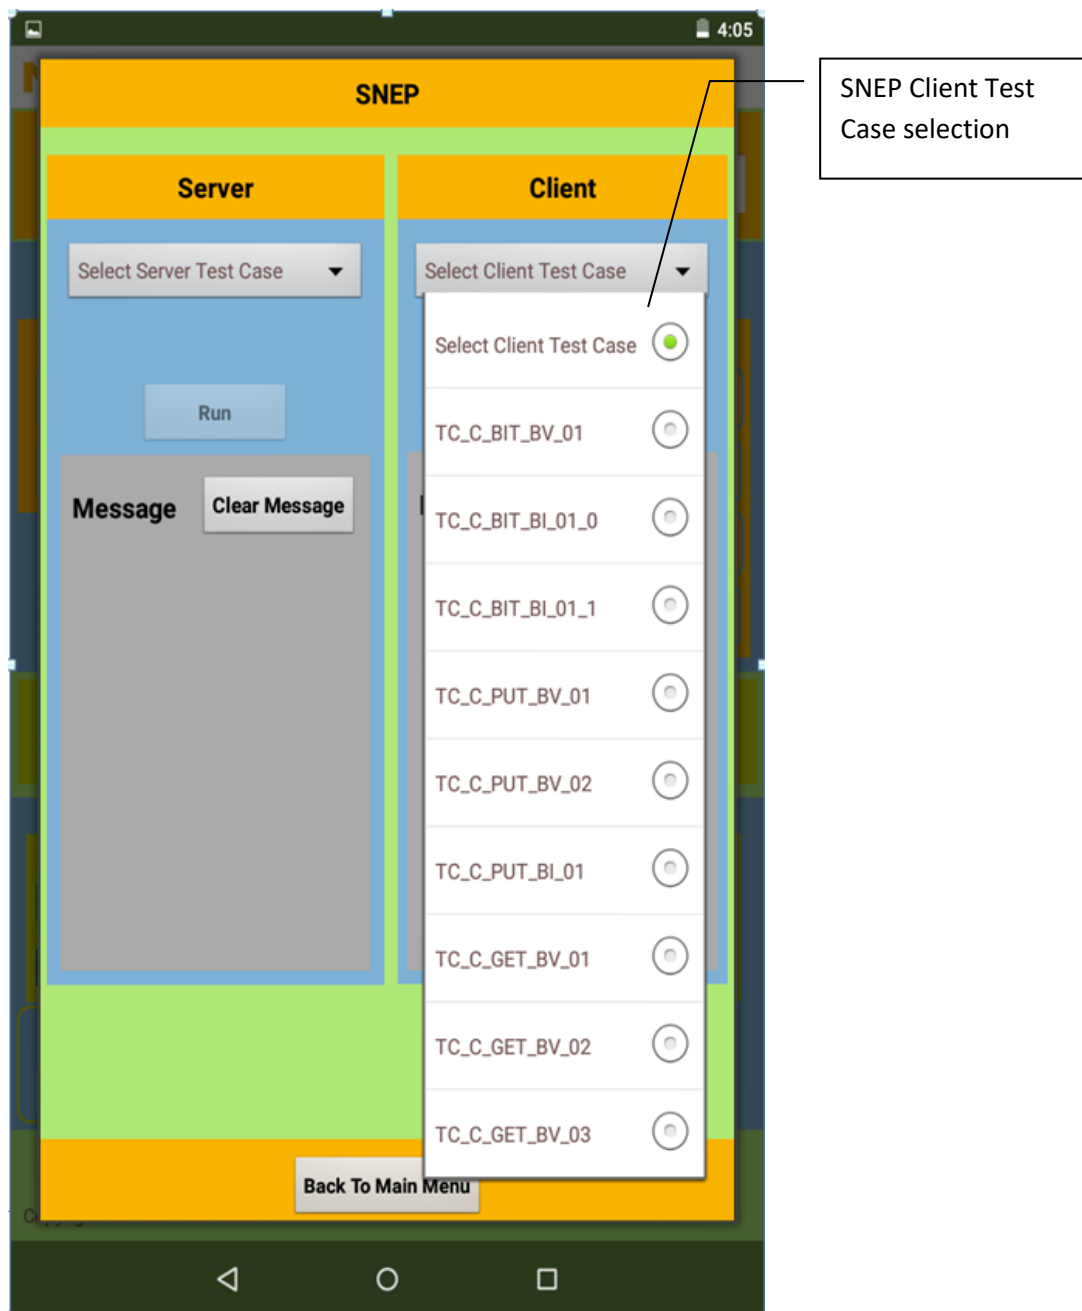 4:05
SNEP
SNEP Client Test
Case selection
Server
Client
Select Server Test Case
Select Client Test Case
Select Client Test Case
Run
TC_C_BIT_BV_01
Message
Clear Message
TC_C_BIT_BI_01_0
TC_C_BIT_BI_01_1
TC_C_PUT_BV_01
TC_C_PUT_BV_02
TC_C_PUT_BI_01
TC_C_GET_BV_01
TC_C_GET_BV_02
TC_C_GET_BV_03
Back To Main Menu